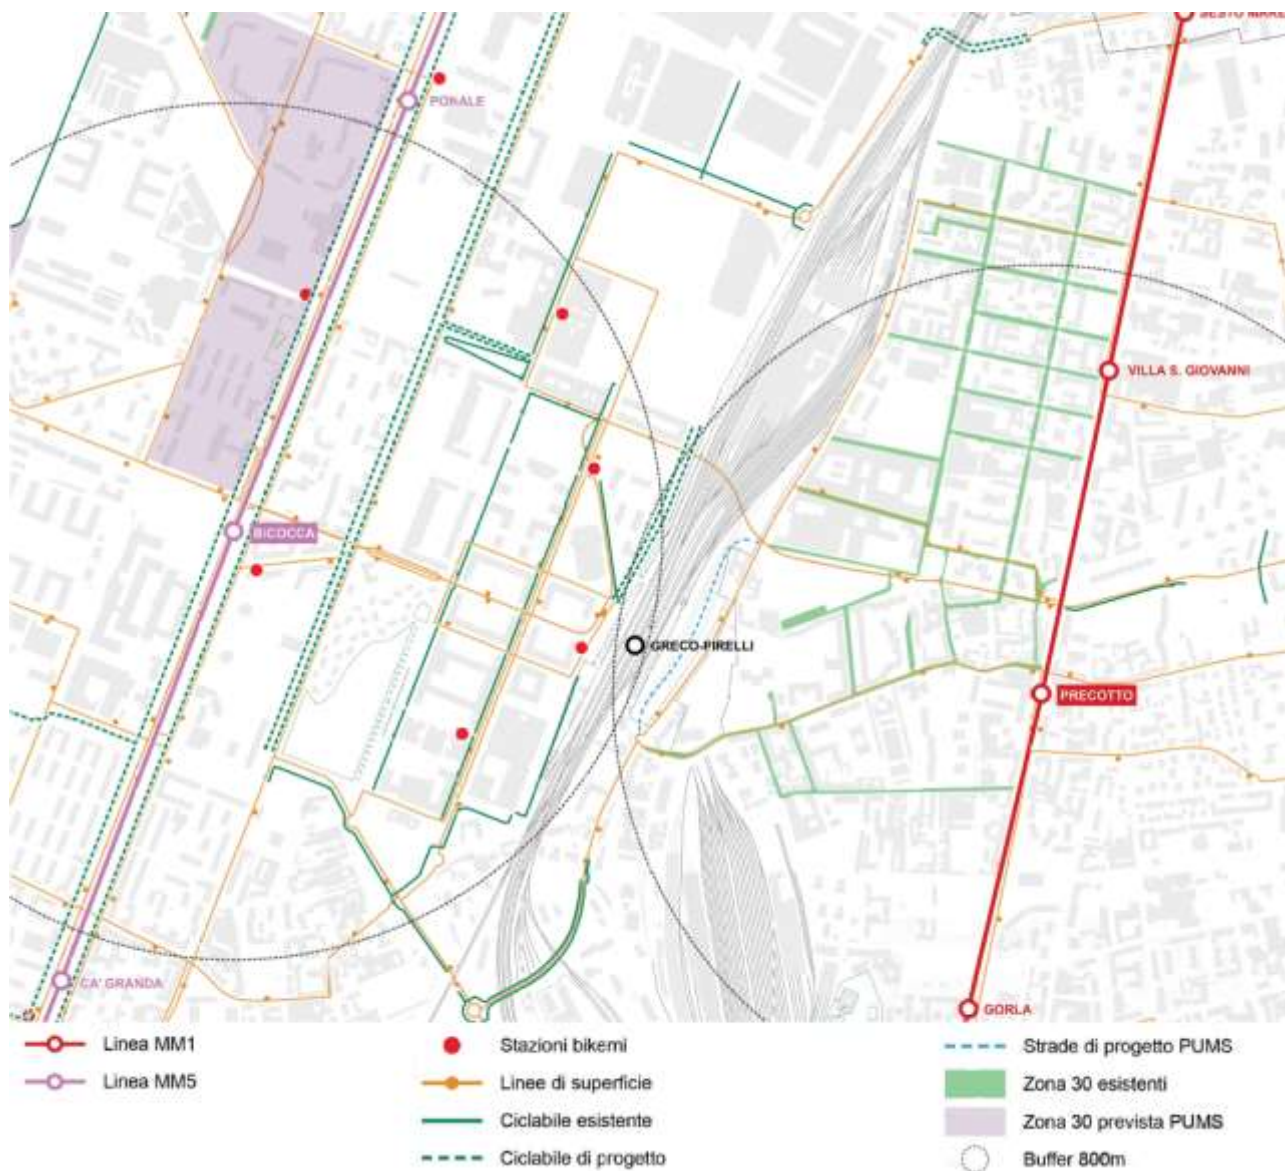 PONALE
VILLA S. GIOVANNI
BICOCCA
GRECO-PIRELLI
PRECOTTO
CA' GRANDA
GORLA
Linea MM1
Linea MM5
Stazioni bikemi
Linee di superficie
Ciclabile esistente
Ciclabile di progetto
Strade di progetto PUMS
Zona 30 esistenti
Zona 30 prevista PUMS
Buffer 800m